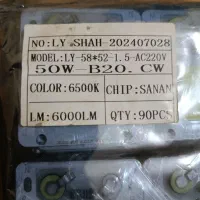 NO:LY SHAH-202407028
MODEL:LY-58*52-1.5-AC220V
50W-B20.CW
COLOR:6500K CHIP:SANAN
LM:6000LM QTY:90PCS